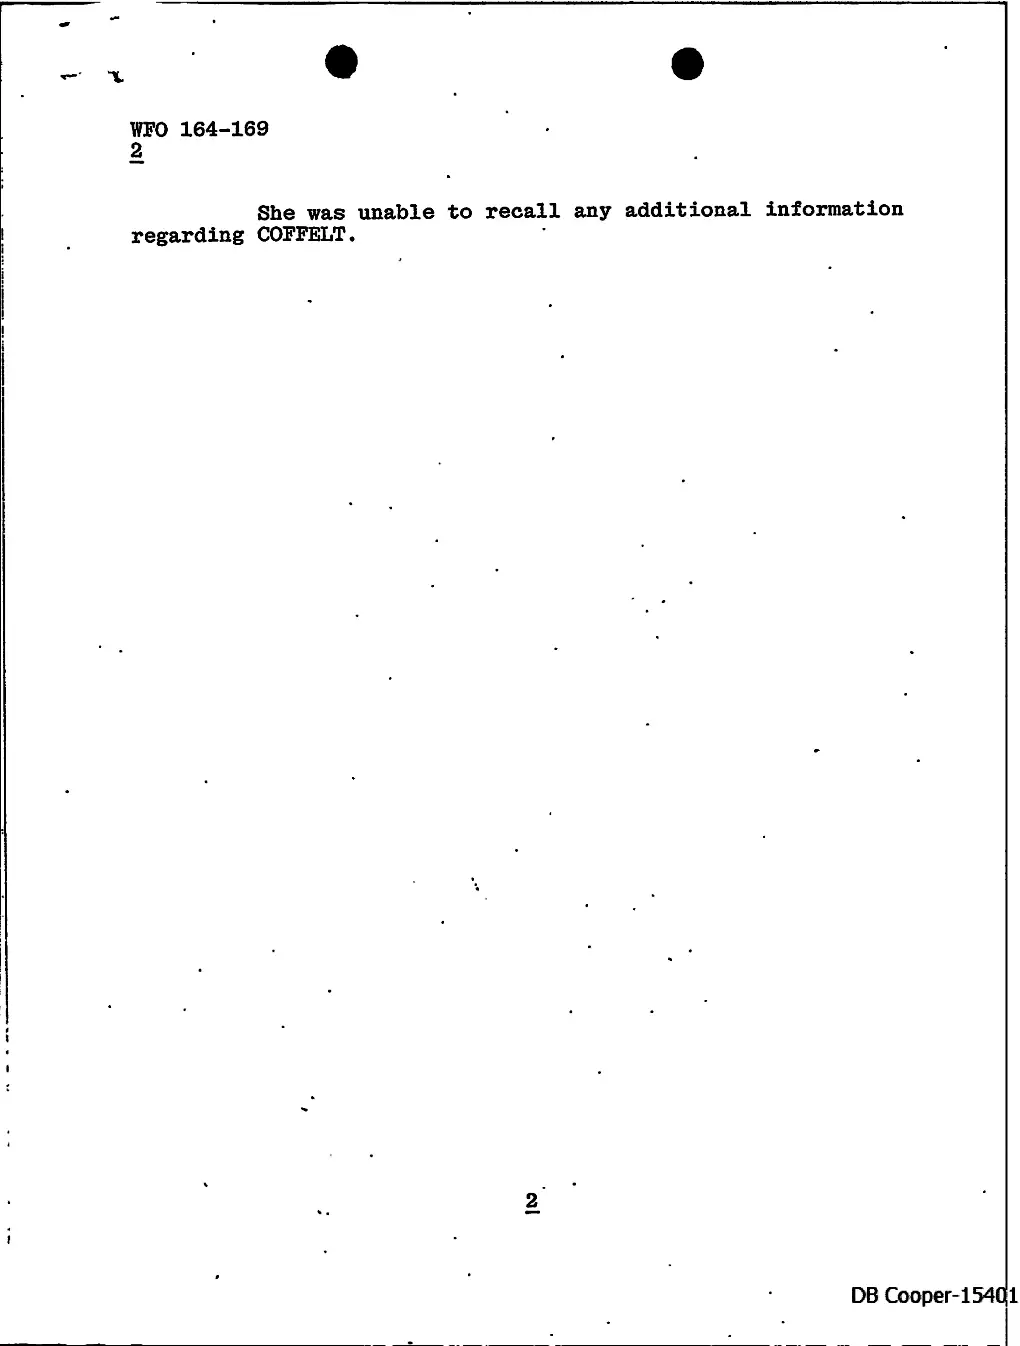 WFO 164-169
2
She was unable to recall any additional information
regarding COFFELT.
2
DB Cooper-15401